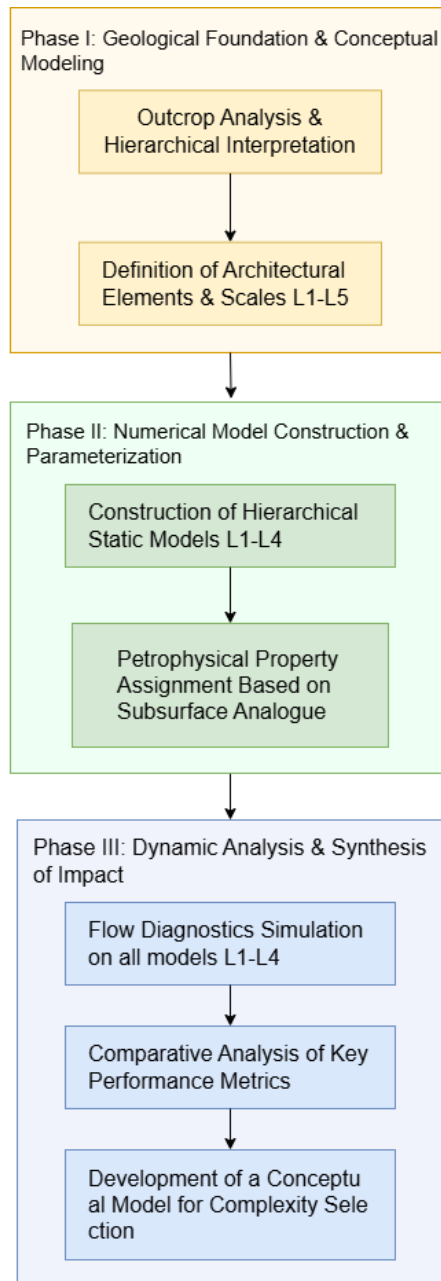 Phase I: Geological Foundation & Conceptual
Modeling
Outcrop Analysis &
Hierarchical Interpretation
Definition of Architectural
Elements & Scales L1-L5
Phase II: Numerical Model Construction &
Parameterization
Construction of Hierarchical
Static Models L1-L4
Petrophysical Property
Assignment Based on
Subsurface Analogue
Phase III: Dynamic Analysis & Synthesis
of Impact
Flow Diagnostics Simulation
on all models L1-L4
Comparative Analysis of Key
Performance Metrics
Development of a Conceptu
al Model for Complexity Sele
ction